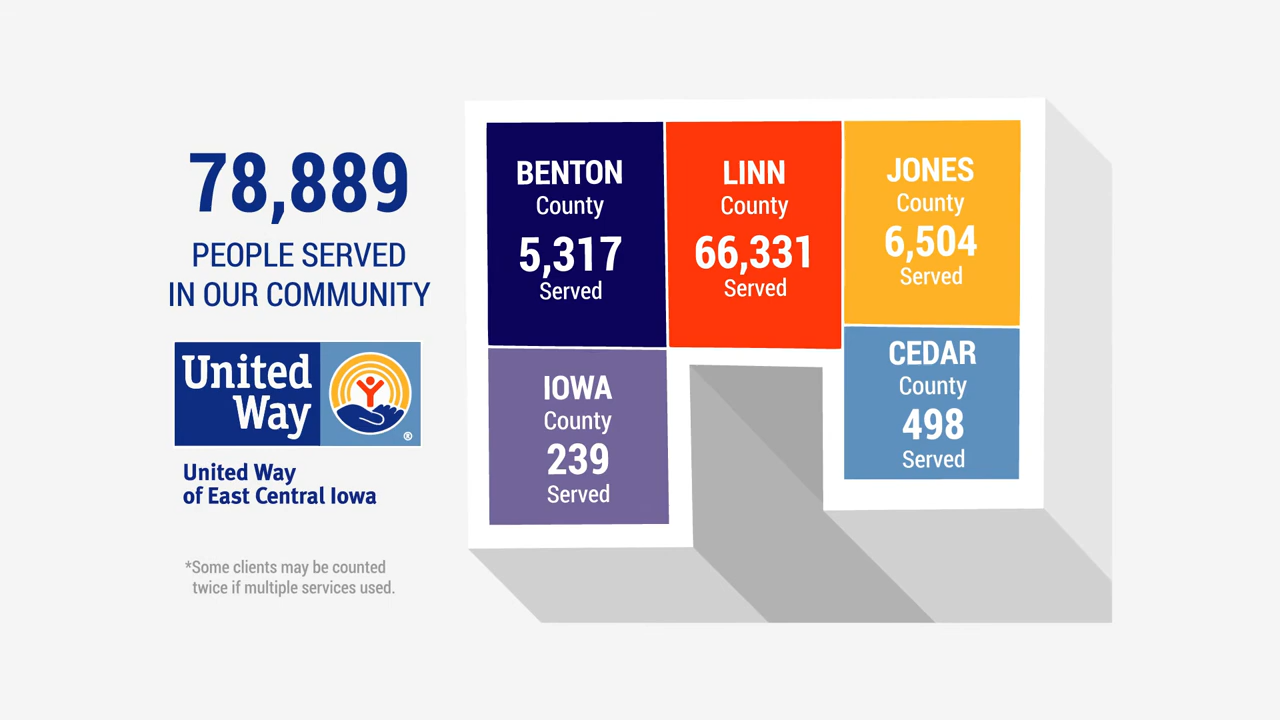 78,889
PEOPLE SERVED
IN OUR COMMUNITY
United
Way
®
United Way
of East Central Iowa
*Some clients may be counted
twice if multiple services used.
BENTON
County
5,317
Served
LINN
County
66,331
Served
JONES
County
6,504
Served
IOWA
County
239
Served
CEDAR
County
498
Served